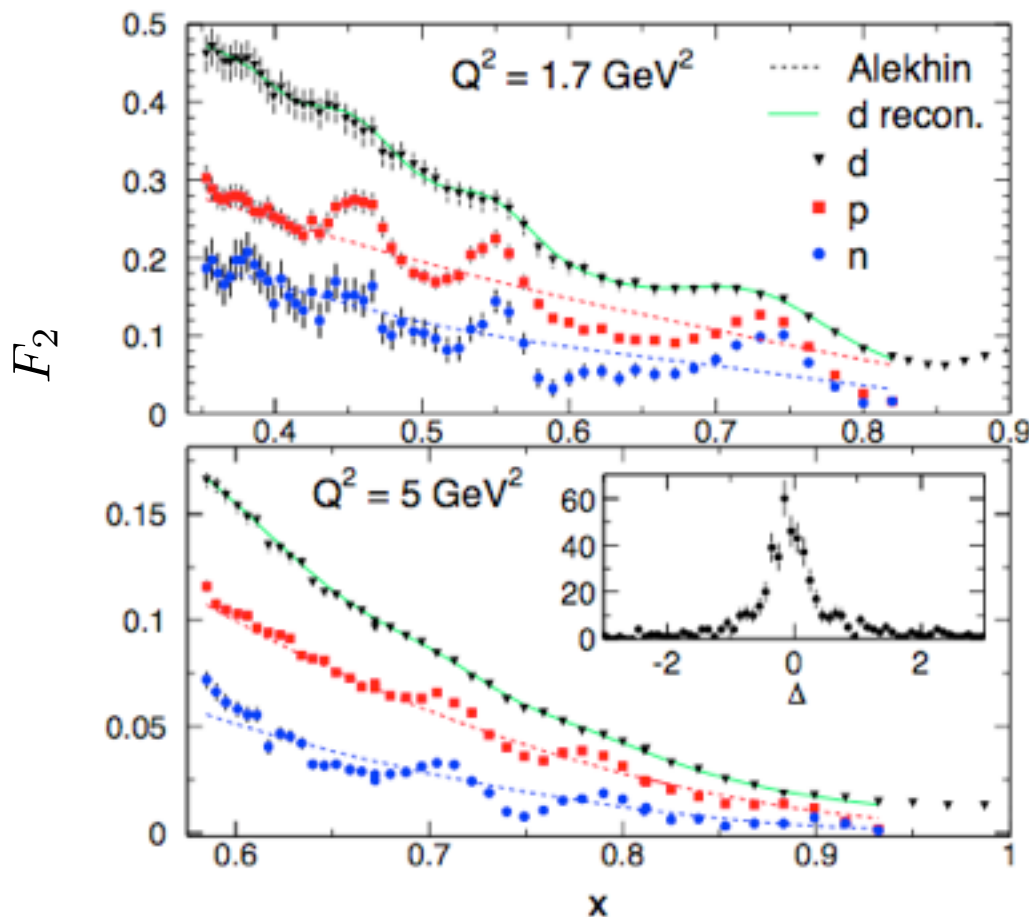 0.5
0.4
0.3
0.2
0.1
0
F₂
Q² = 1.7 GeV²
Alekhin
d recon.
d
p
n
0.4 0.5 0.6 0.7 0.8 0.9
0.15
0.1
0.05
0
Q² = 5 GeV²
60
40
20
0
-2 0 2
Δ
0.6 0.7 0.8 0.9 1
x